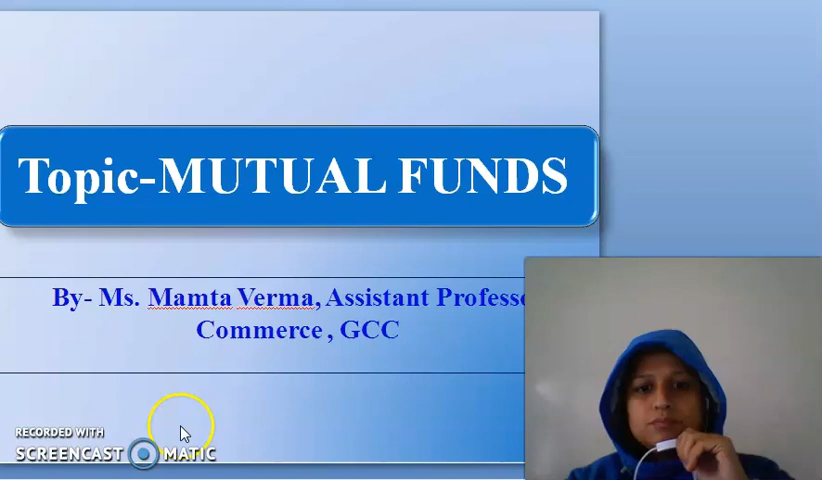 Topic-MUTUAL FUNDS
By- Ms. Mamta Verma, Assistant
Commerce , GCC
RECORDED WITH
SCREENCAST MATIC